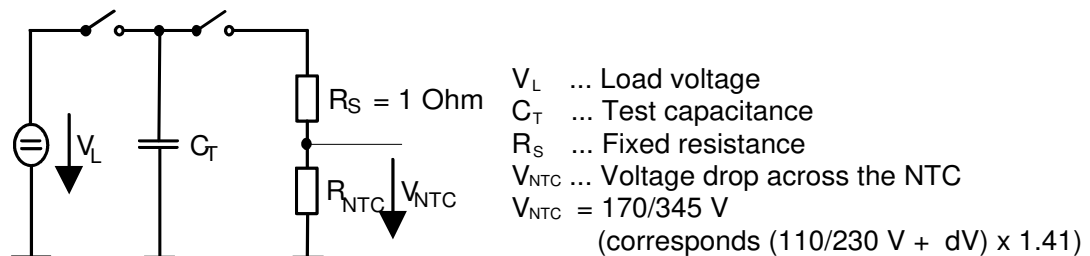 V_L
C_T
R_S = 1 Ohm
R_NTC
V_NTC
V_L ... Load voltage
C_T ... Test capacitance
R_S ... Fixed resistance
V_NTC ... Voltage drop across the NTC
V_NTC = 170/345 V
(corresponds (110/230 V + dV) x 1.41)